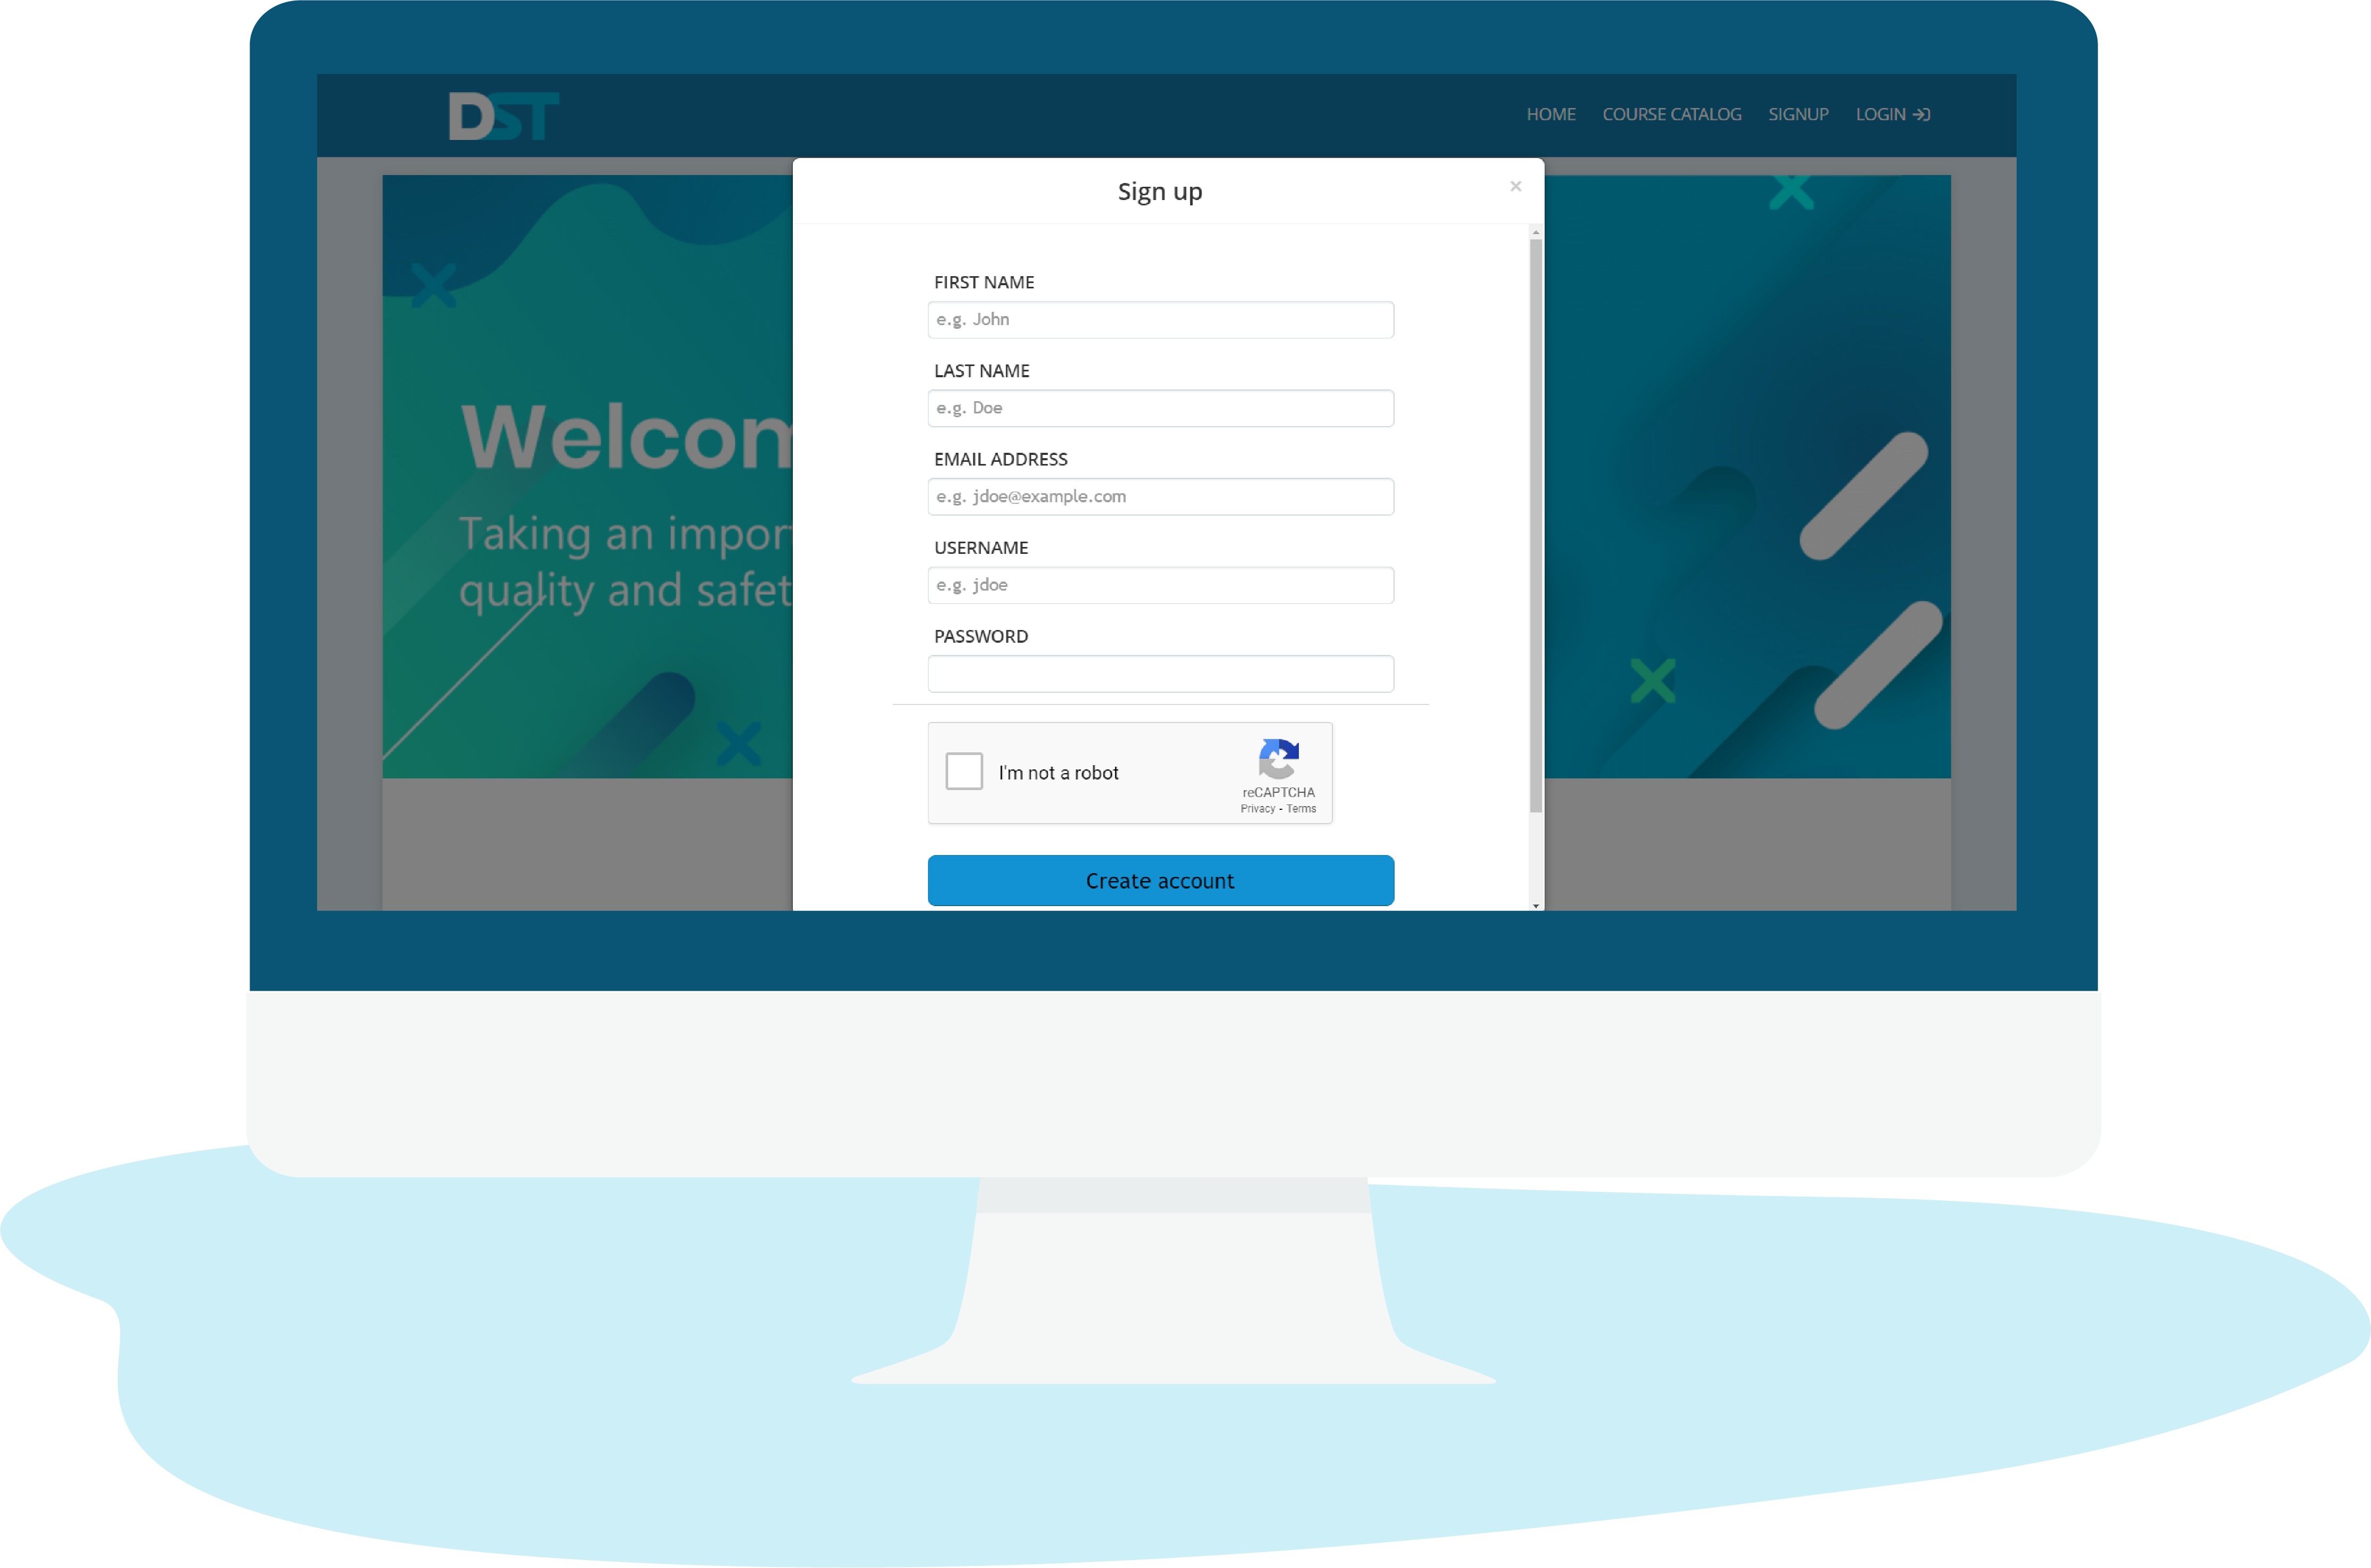 DST
HOME COURSE CATALOG SIGNUP LOGIN
Sign up
×
FIRST NAME
e.g. John
LAST NAME
e.g. Doe
EMAIL ADDRESS
e.g. jdoe@example.com
USERNAME
e.g. jdoe
PASSWORD
I'm not a robot
reCAPTCHA
Privacy - Terms
Create account
Welcom
Taking an impor
quality and safet